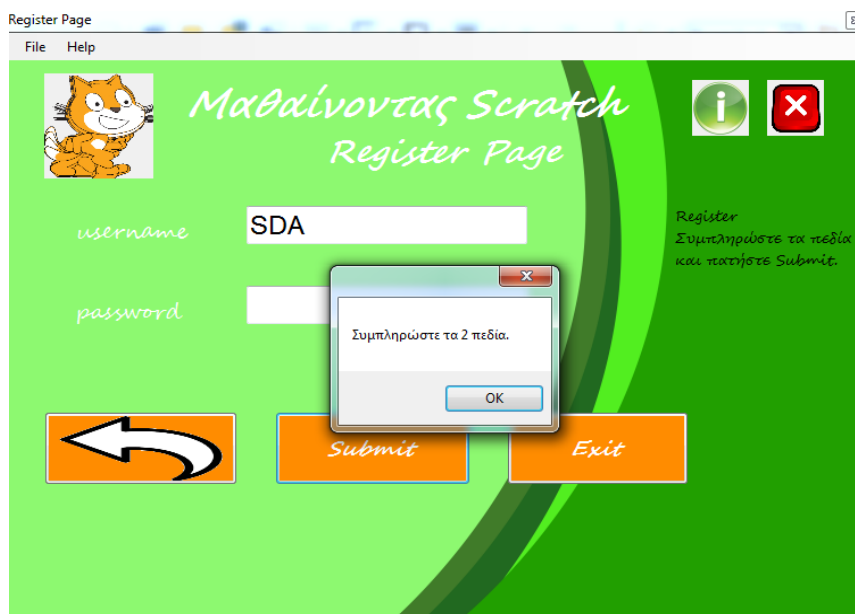 Register Page
File Help
Μαθαίνοντας Scratch
Register Page
username
SDA
Register
Συμπληρώστε τα πεδία
και πατήστε Submit.
password
Συμπληρώστε τα 2 πεδία.
OK
Submit
Exit